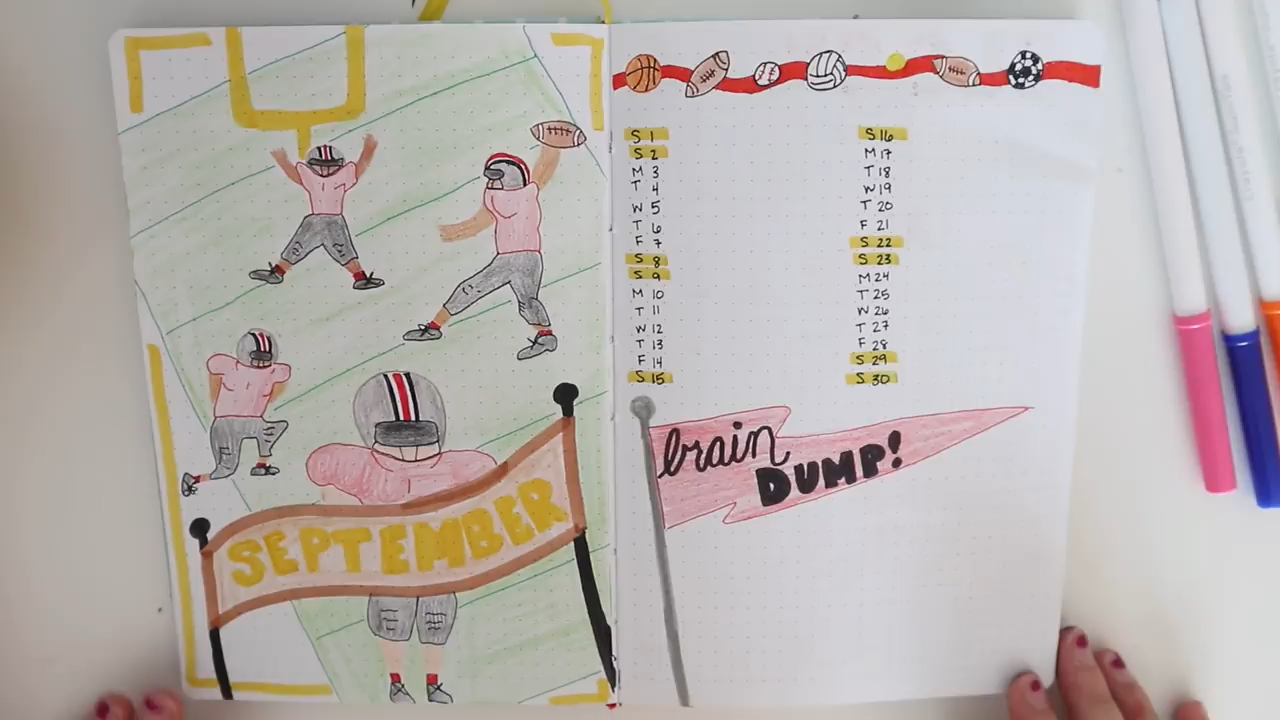 SEPTEMBER
S 1
S 2
M 3
T 4
W 5
T 6
F 7
S 8
S 9
M 10
T 11
W 12
T 13
F 14
S 15
S 16
M 17
T 18
W 19
T 20
F 21
S 22
S 23
M 24
T 25
W 26
T 27
F 28
S 29
S 30
brain
DUMP!